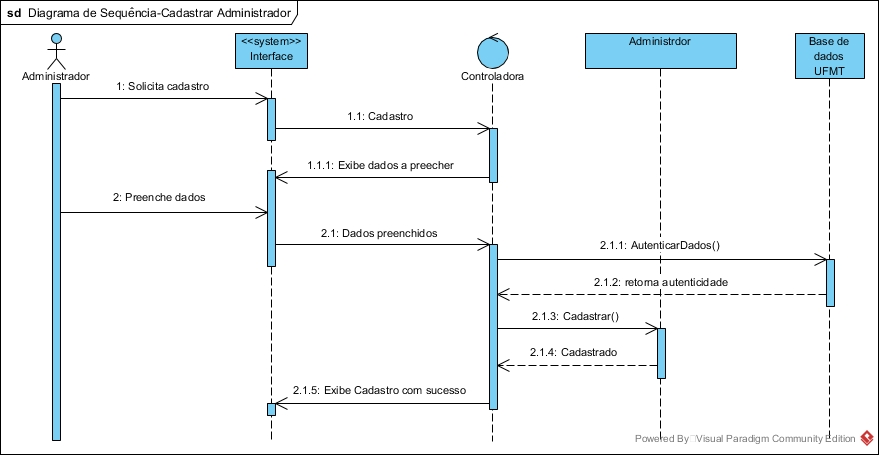 sd Diagrama de Sequência-Cadastrar Administrador
Administrador
<<system>>
Interface
Controladora
Administrdor
Base de
dados
UFMT
1: Solicita cadastro
1.1: Cadastro
1.1.1: Exibe dados a preecher
2: Preenche dados
2.1: Dados preenchidos
2.1.1: AutenticarDados()
2.1.2: retorna autenticidade
2.1.3: Cadastrar()
2.1.4: Cadastrado
2.1.5: Exibe Cadastro com sucesso
Powered By Visual Paradigm Community Edition